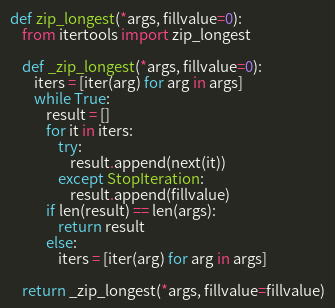 def zip_longest(*args, fillvalue=0):
    from itertools import zip_longest

    def _zip_longest(*args, fillvalue=0):
        iters = [iter(arg) for arg in args]
        while True:
            result = []
            for it in iters:
                try:
                    result.append(next(it))
                except StopIteration:
                    result.append(fillvalue)
            if len(result) == len(args):
                return result
            else:
                iters = [iter(arg) for arg in args]

    return _zip_longest(*args, fillvalue=fillvalue)